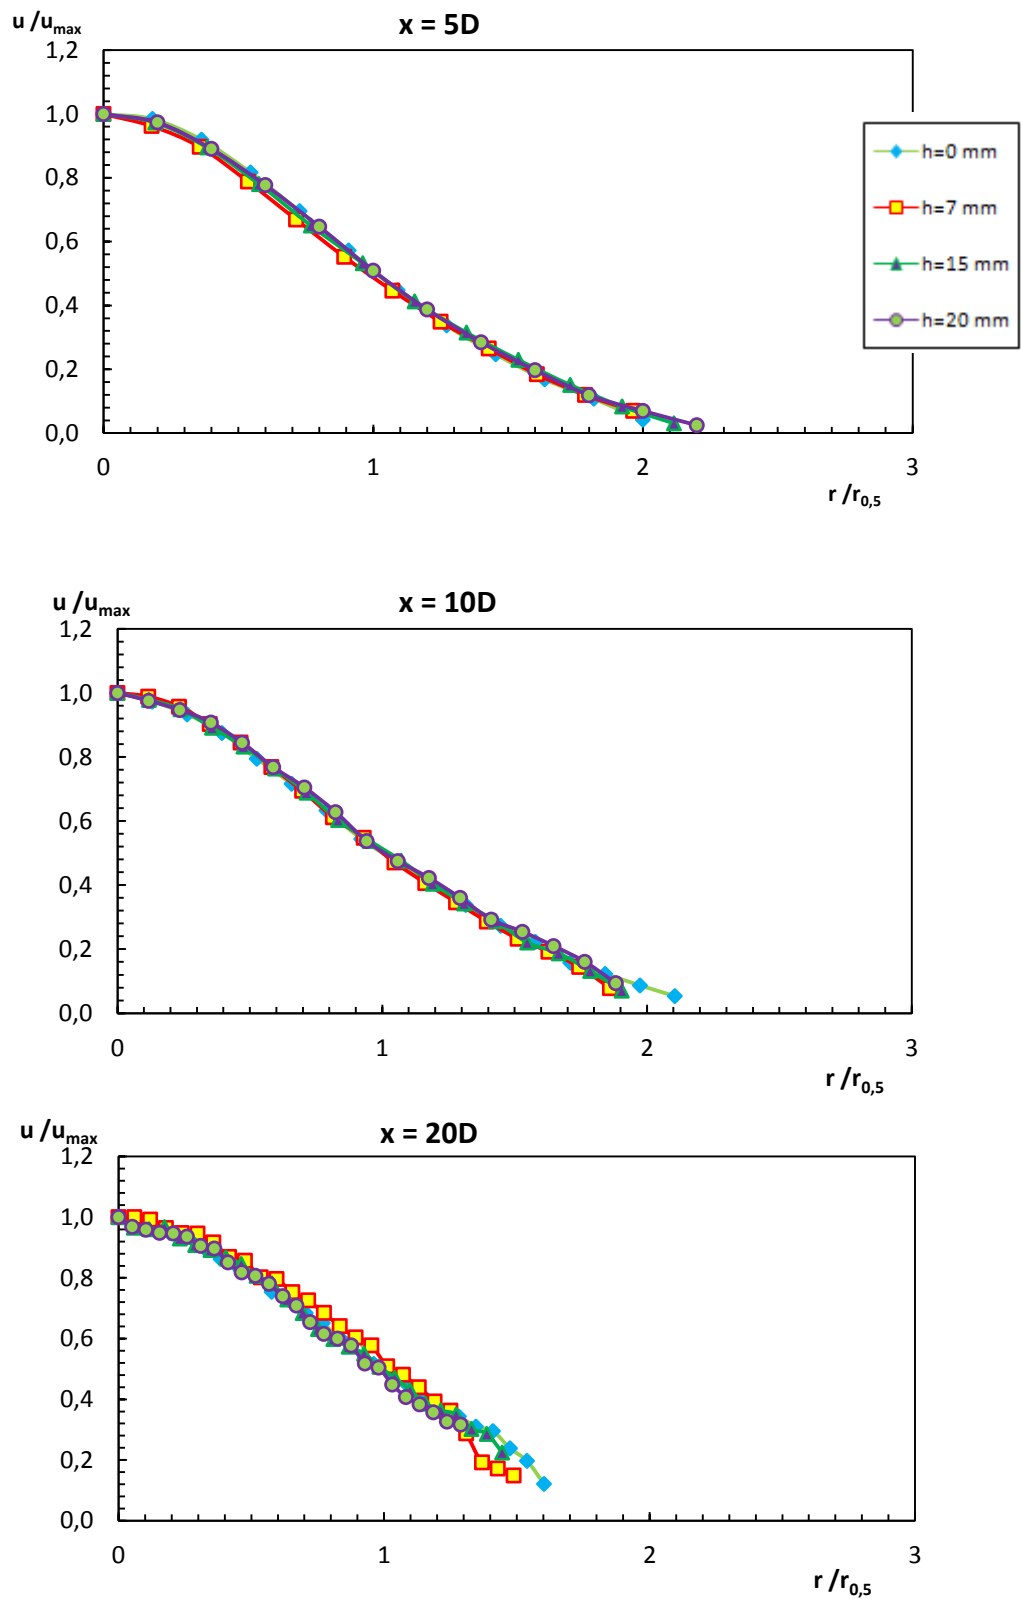 u /umax
x = 5D
1,2
1,0
0,8
0,6
0,4
0,2
0,0
0 1 2 3
r /r0,5
h=0 mm
h=7 mm
h=15 mm
h=20 mm
u /umax
x = 10D
1,2
1,0
0,8
0,6
0,4
0,2
0,0
0 1 2 3
r /r0,5
u /umax
x = 20D
1,2
1,0
0,8
0,6
0,4
0,2
0,0
0 1 2 3
r /r0,5